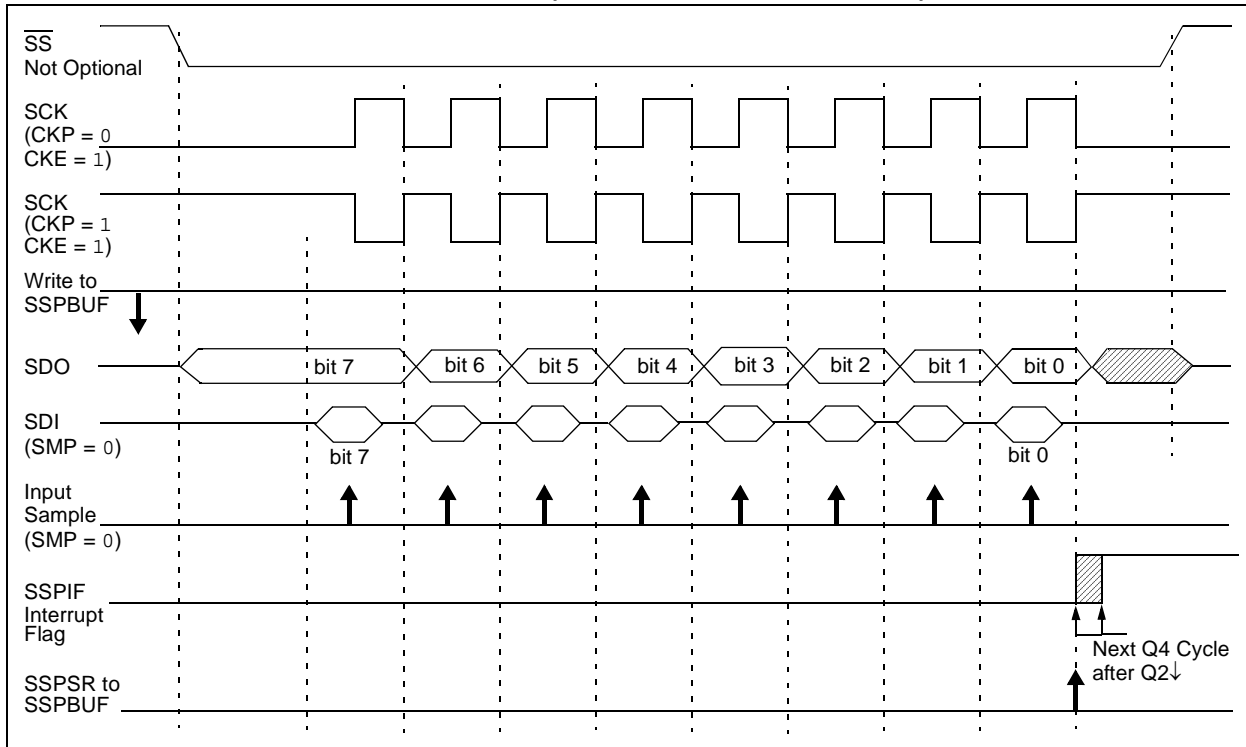 SS
Not Optional
SCK
(CKP = 0
CKE = 1)
SCK
(CKP = 1
CKE = 1)
Write to
SSPBUF
SDO
bit 7
bit 6
bit 5
bit 4
bit 3
bit 2
bit 1
bit 0
SDI
(SMP = 0)
bit 7
bit 0
Input
Sample
(SMP = 0)
SSPIF
Interrupt
Flag
Next Q4 Cycle
after Q2↓
SSPSR to
SSPBUF